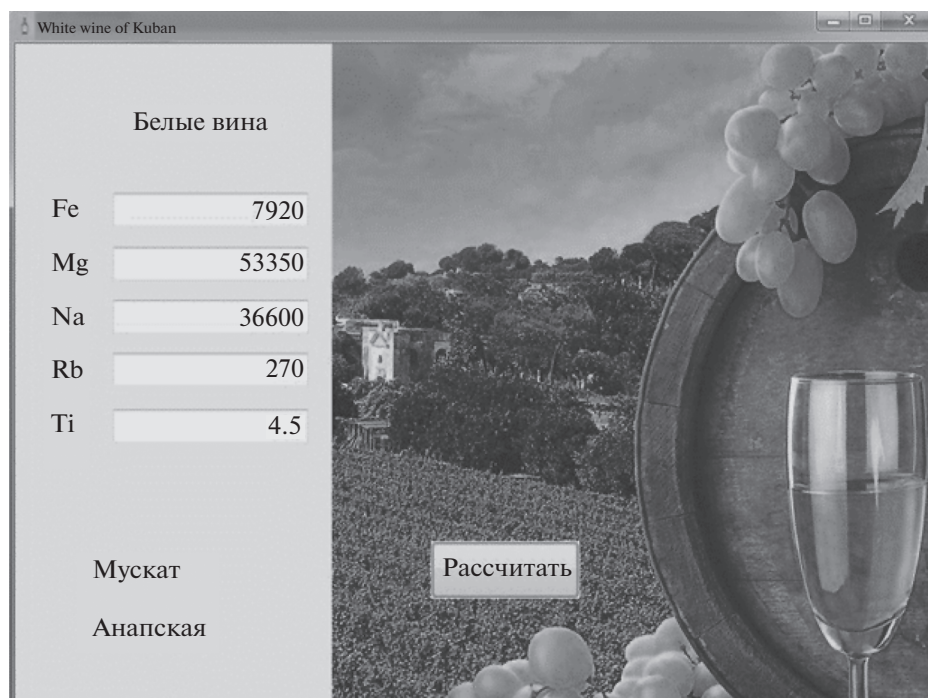 White wine of Kuban
Белые вина
Fe 7920
Mg 53350
Na 36600
Rb 270
Ti 4.5
Мускат
Рассчитать
Анапская